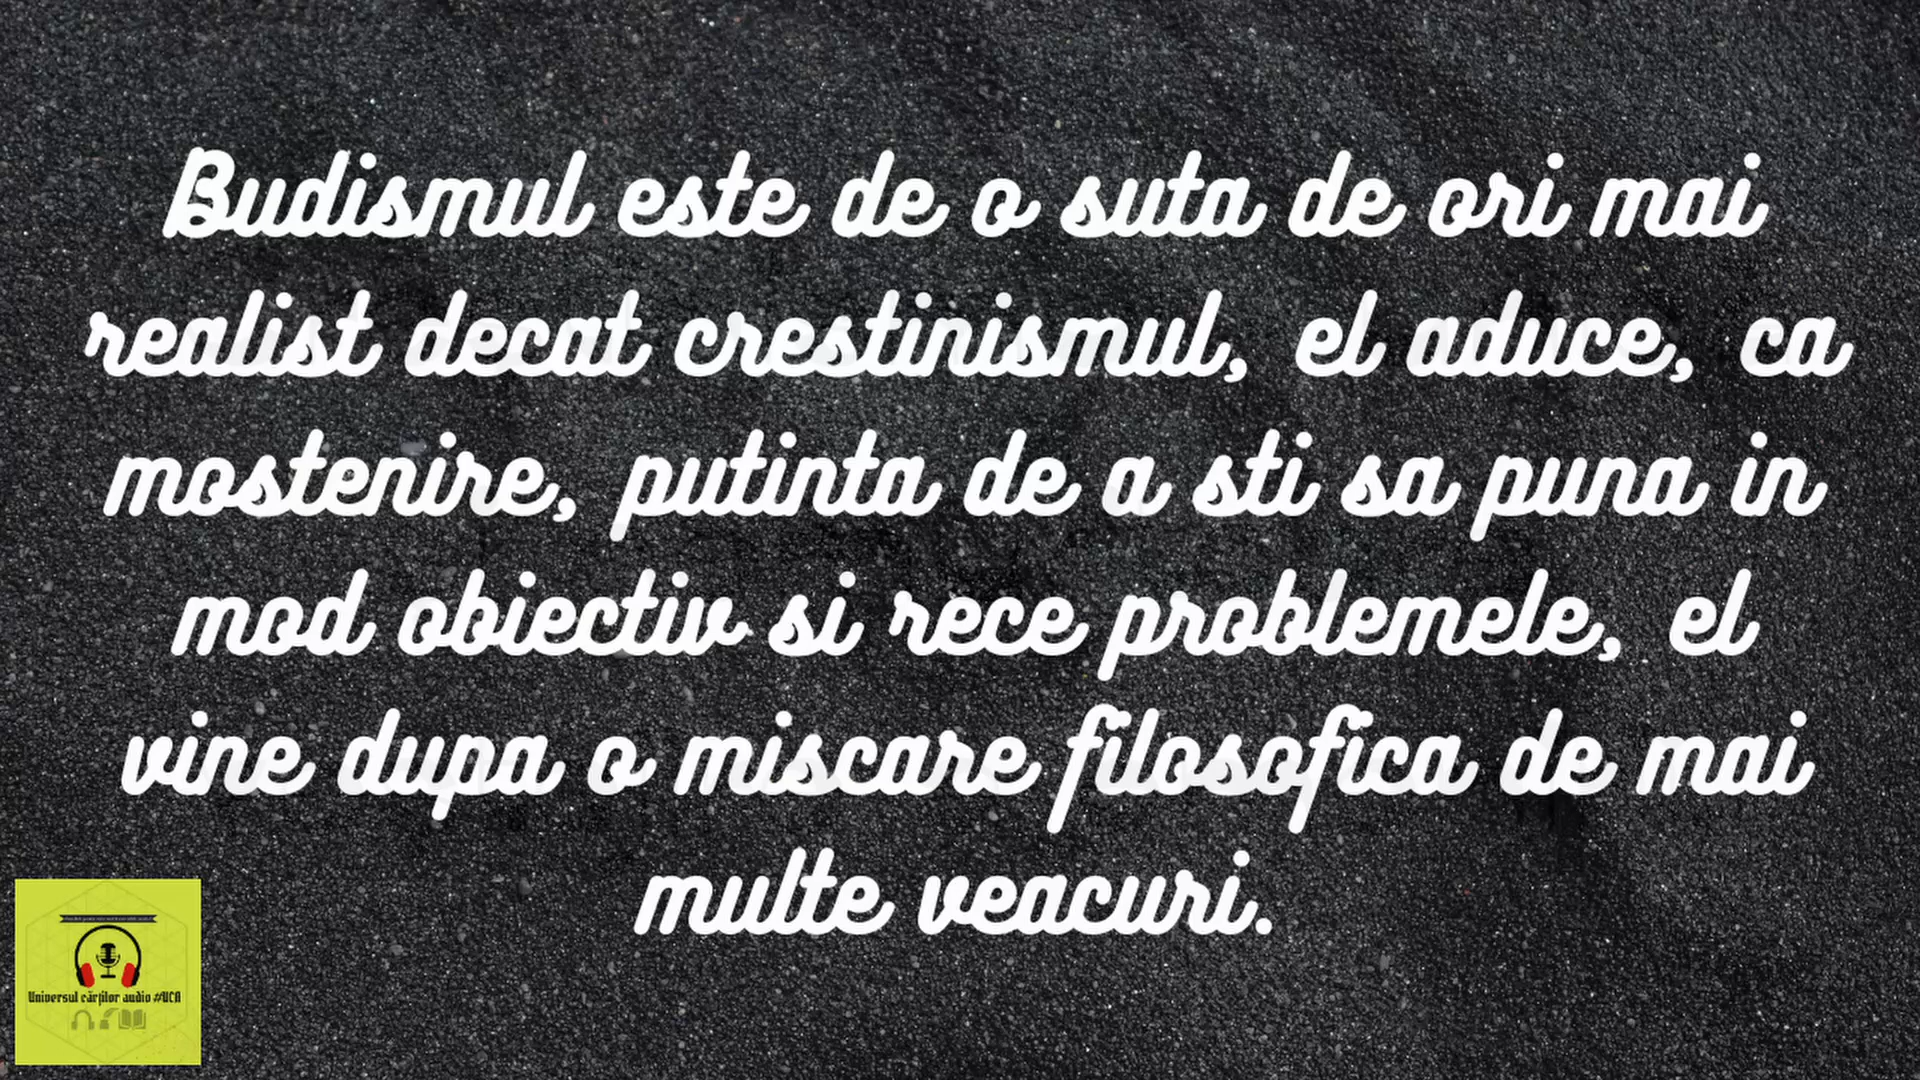 Budismul este de o suta de ori mai
realist decat crestinismul, el aduce, ca
mostenire, putinta de a sti sa puna in
mod obiectiv si rece problemele, el
vine dupa o miscare filosofica de mai
multe veacuri.
Universul cărților audio #UCA